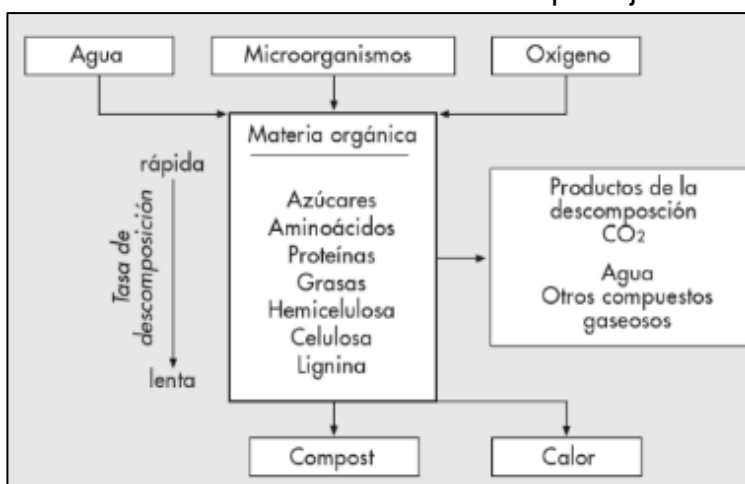 Agua
Microorganismos
Oxígeno
Materia orgánica
rápida
Tasa de
descomposición
lenta
Azúcares
Aminoácidos
Proteínas
Grasas
Hemicelulosa
Celulosa
Lignina
Productos de la
descomposción
CO₂
Agua
Otros compuestos
gaseosos
Compost
Calor